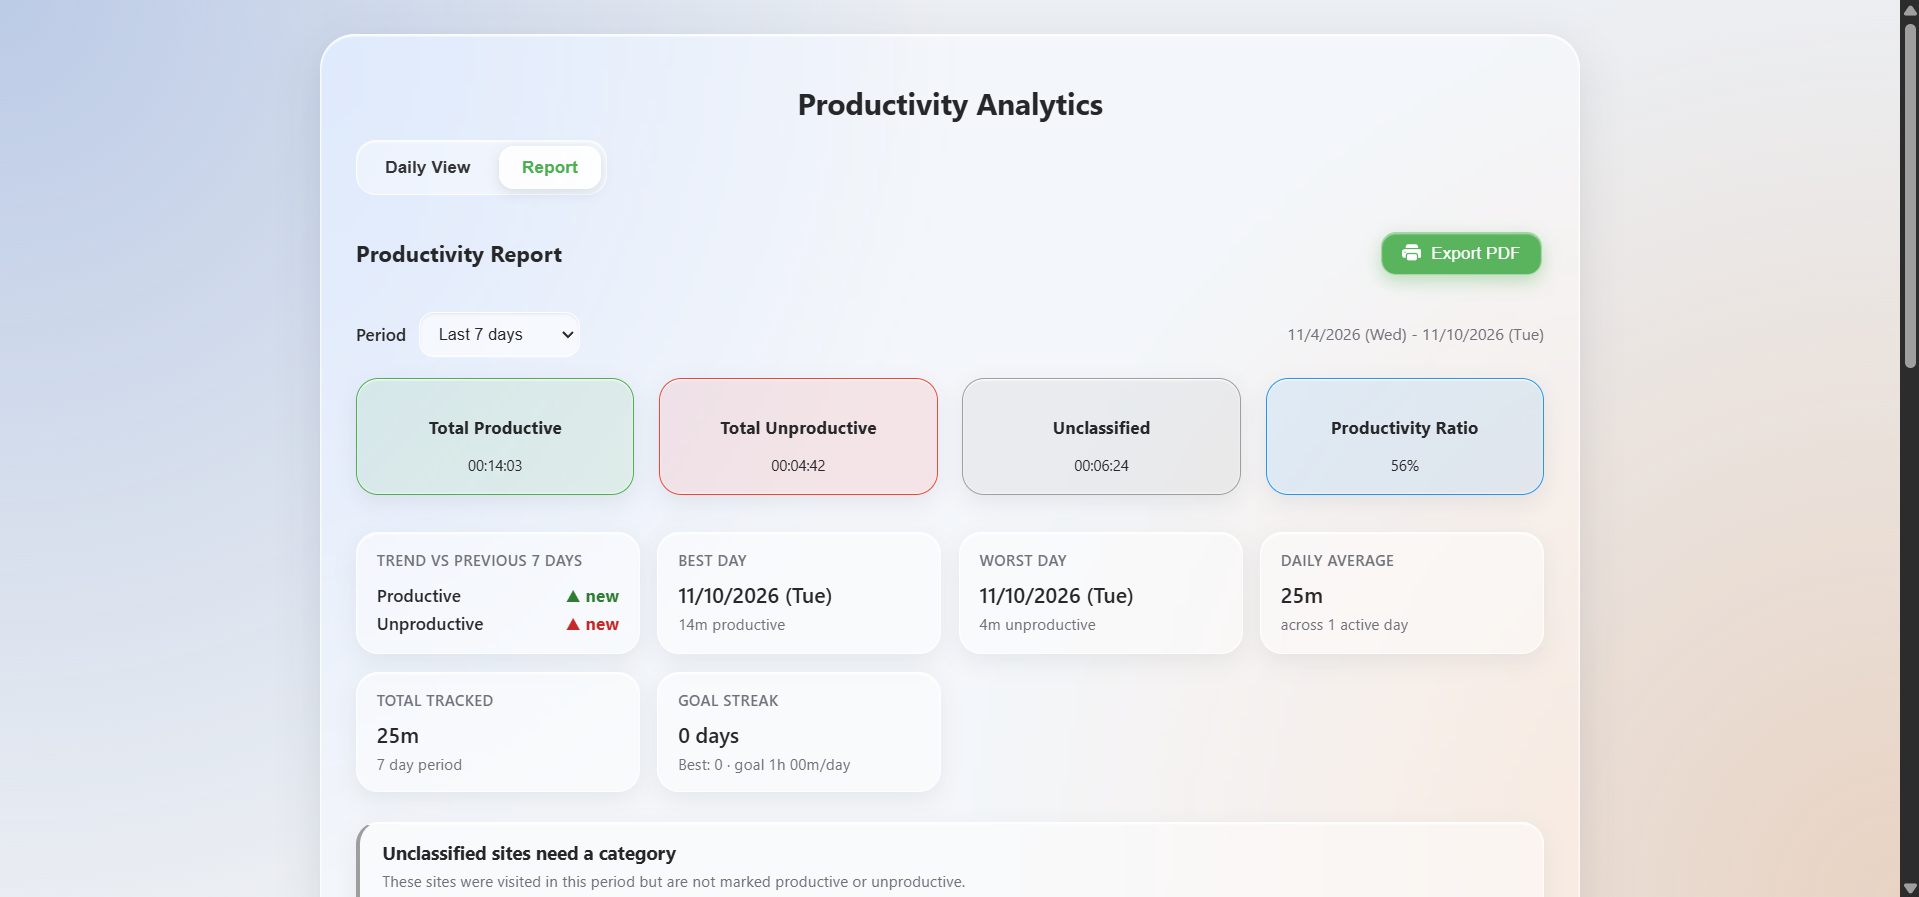 Productivity Analytics
Daily View
Report
Productivity Report
Export PDF
Period
Last 7 days
11/4/2026 (Wed) - 11/10/2026 (Tue)
Total Productive
00:14:03
Total Unproductive
00:04:42
Unclassified
00:06:24
Productivity Ratio
56%
TREND VS PREVIOUS 7 DAYS
Productive ▲ new
Unproductive ▲ new
BEST DAY
11/10/2026 (Tue)
14m productive
WORST DAY
11/10/2026 (Tue)
4m unproductive
DAILY AVERAGE
25m
across 1 active day
TOTAL TRACKED
25m
7 day period
GOAL STREAK
0 days
Best: 0 · goal 1h 00m/day
Unclassified sites need a category
These sites were visited in this period but are not marked productive or unproductive.